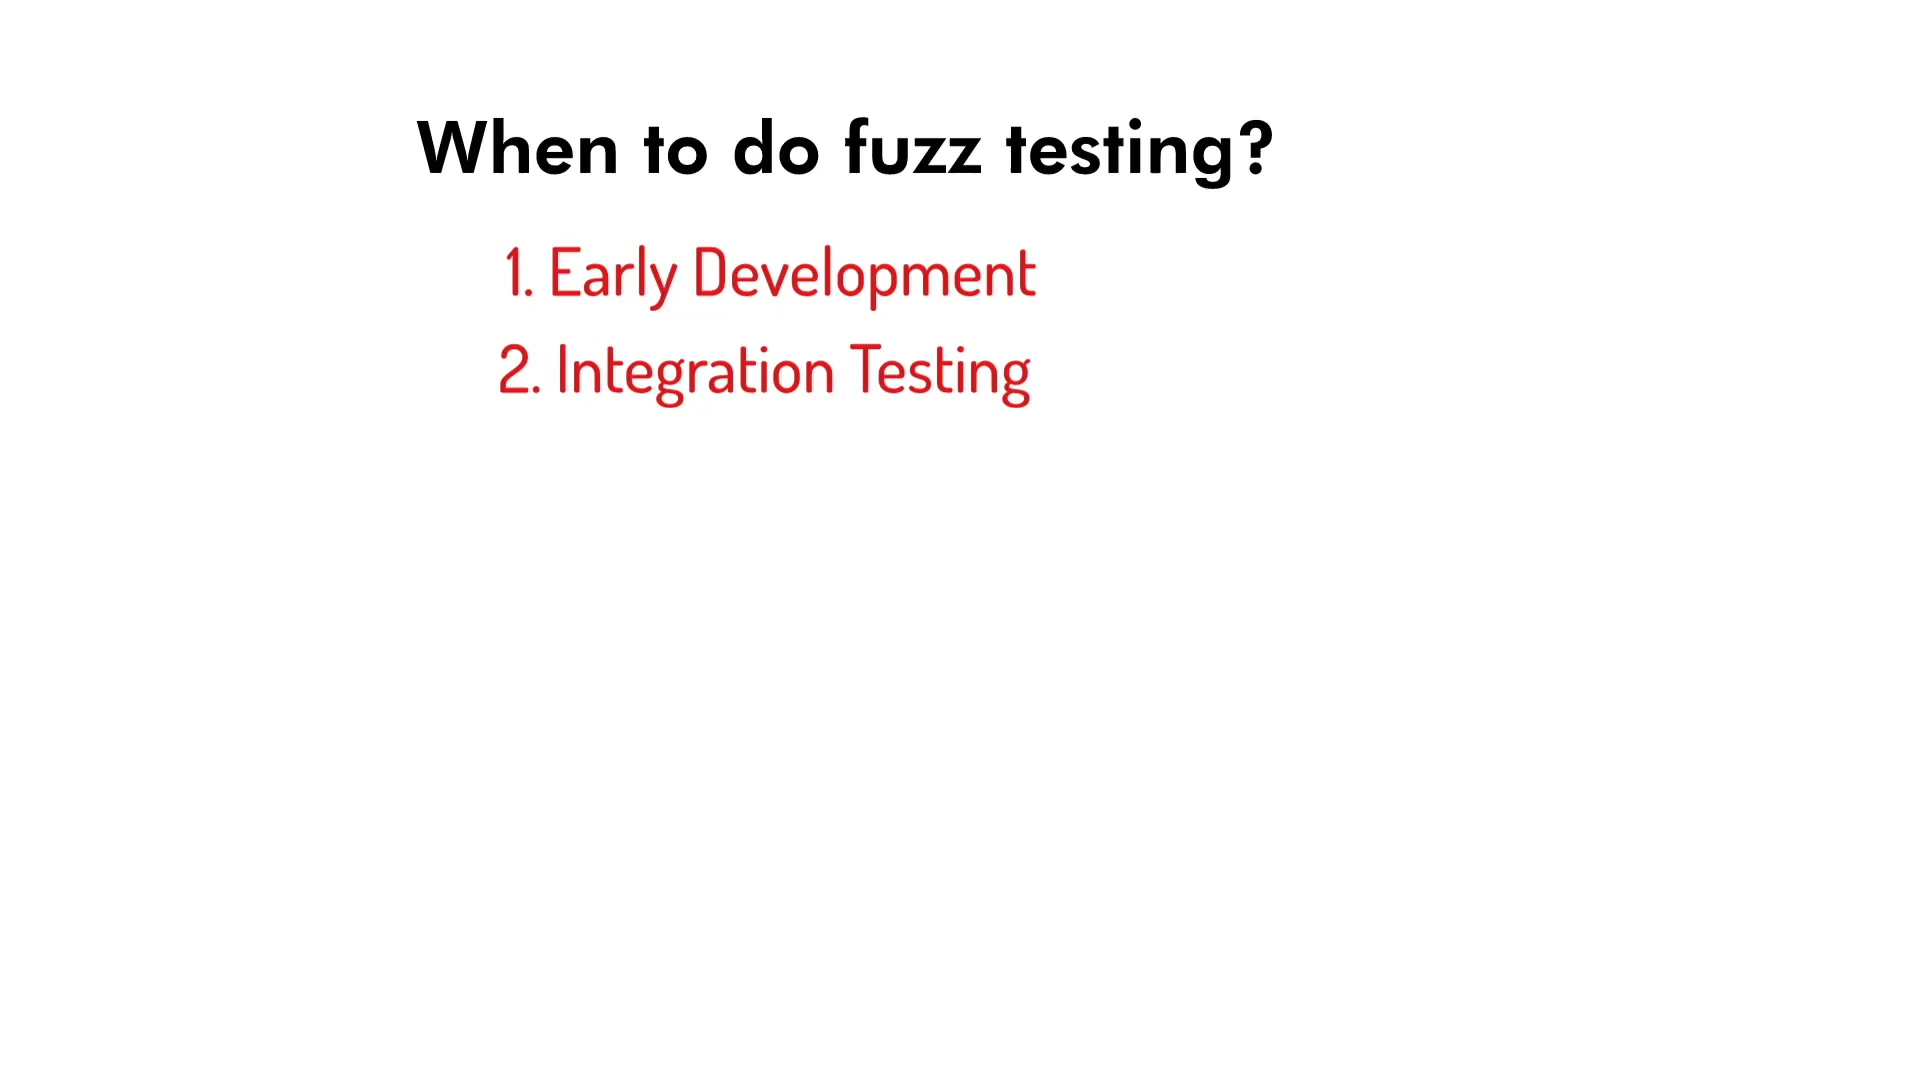 When to do fuzz testing?
1. Early Development
2. Integration Testing